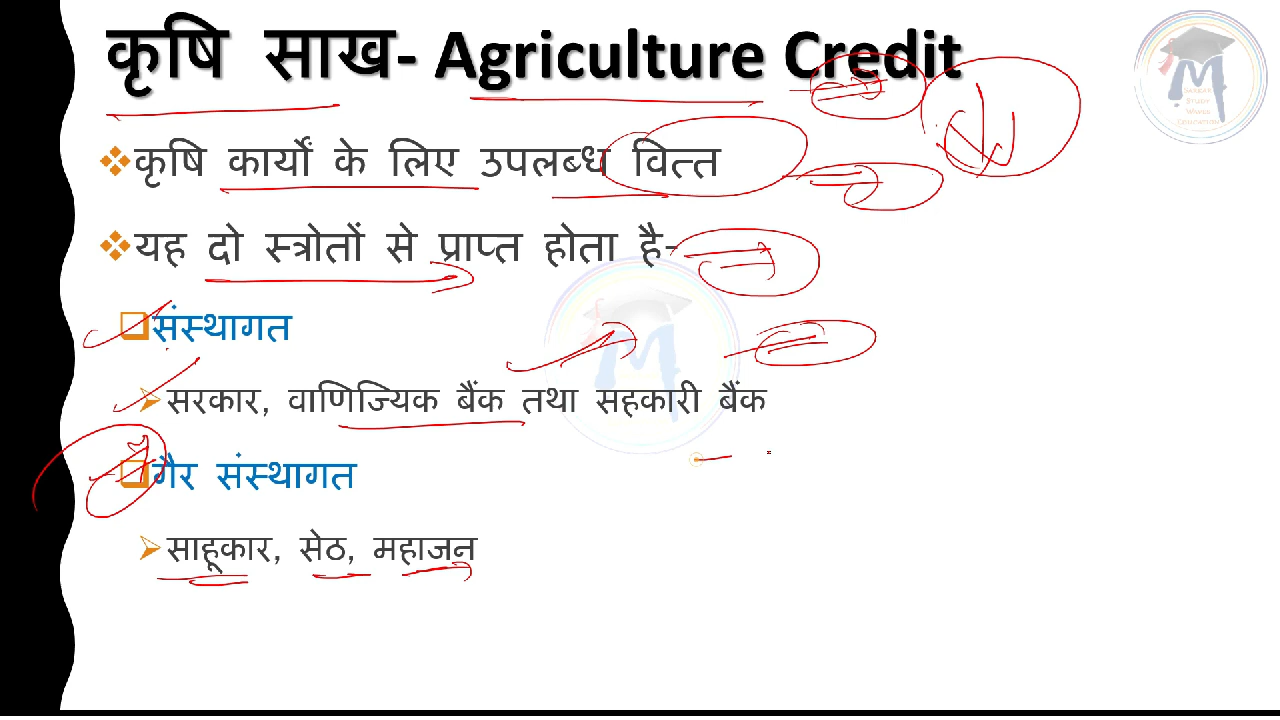 कृषि साख- Agriculture Credit
कृषि कार्यों के लिए उपलब्ध वित्त
यह दो स्त्रोतों से प्राप्त होता है-
संस्थागत
सरकार, वाणिज्यिक बैंक तथा सहकारी बैंक
गैर संस्थागत
साहूकार, सेठ, महाजन